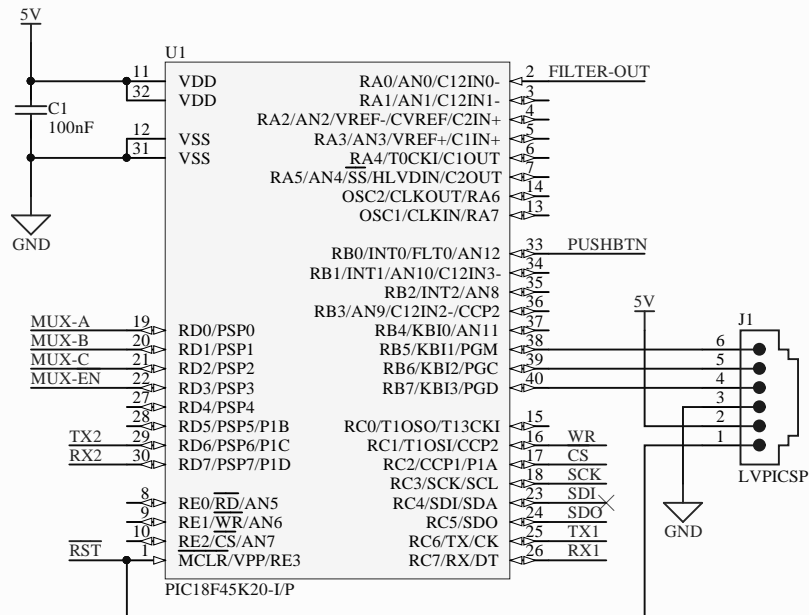 5V
U1
11 VDD
32 VDD
C1
100nF
12 VSS
31 VSS
GND
MUX-A 19 RD0/PSP0
MUX-B 20 RD1/PSP1
MUX-C 21 RD2/PSP2
MUX-EN 22 RD3/PSP3
27 RD4/PSP4
28 RD5/PSP5/P1B
TX2 29 RD6/PSP6/P1C
RX2 30 RD7/PSP7/P1D
8 RE0/RD/AN5
9 RE1/WR/AN6
10 RE2/CS/AN7
RST 1 MCLR/VPP/RE3
PIC18F45K20-I/P
RA0/AN0/C12IN0- 2 FILTER-OUT
RA1/AN1/C12IN1- 3
RA2/AN2/VREF-/CVREF/C2IN+ 4
RA3/AN3/VREF+/C1IN+ 5
RA4/T0CKI/C1OUT 6
RA5/AN4/SS/HLVDIN/C2OUT 7
OSC2/CLKOUT/RA6 14
OSC1/CLKIN/RA7 13
RB0/INT0/FLT0/AN12 33 PUSHBTN
RB1/INT1/AN10/C12IN3- 34
RB2/INT2/AN8 35
RB3/AN9/C12IN2-/CCP2 36
RB4/KBI0/AN11 37
RB5/KBI1/PGM 38
RB6/KBI2/PGC 39
RB7/KBI3/PGD 40
RC0/T1OSO/T13CKI 15
RC1/T1OSI/CCP2 16 WR
RC2/CCP1/P1A 17 CS
RC3/SCK/SCL 18 SCK
RC4/SDI/SDA 23 SDI
RC5/SDO 24 SDO
RC6/TX/CK 25 TX1
RC7/RX/DT 26 RX1
5V
J1
6
5
4
3
2
1
LVPICSP
GND